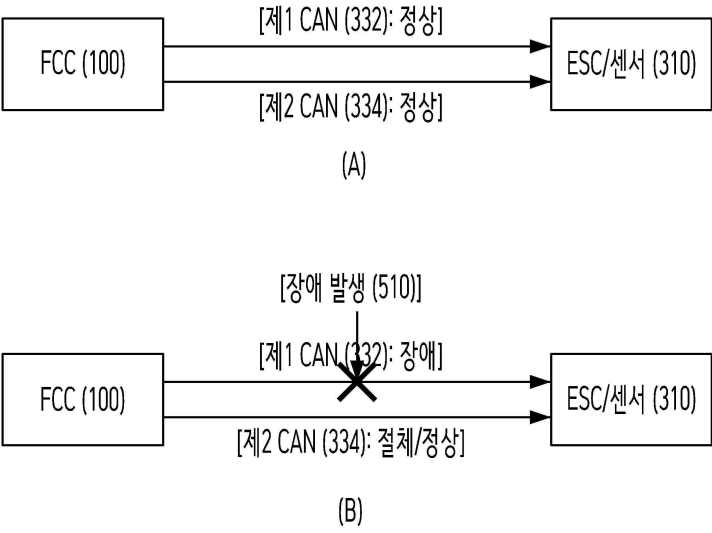 [제1 CAN (332): 정상]
FCC (100)
ESC/센서 (310)
[제2 CAN (334): 정상]
(A)
[장애 발생 (510)]
[제1 CAN (332): 장애]
FCC (100)
ESC/센서 (310)
[제2 CAN (334): 절체/정상]
(B)